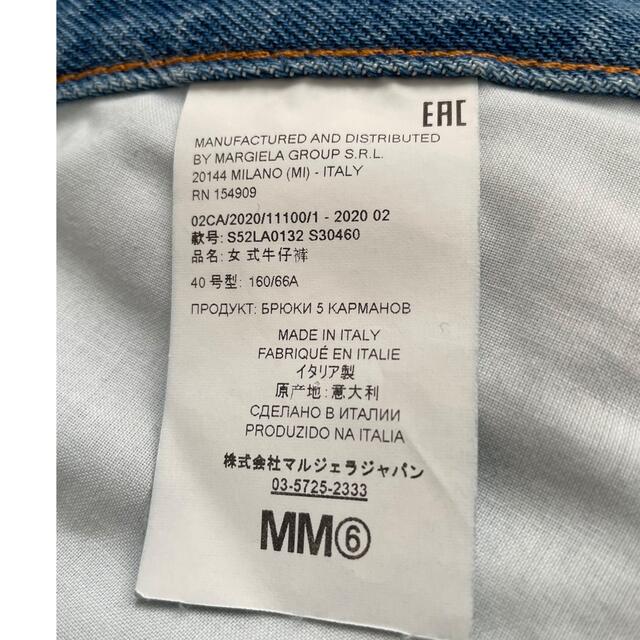 EAC
MANUFACTURED AND DISTRIBUTED
BY MARGIELA GROUP S.R.L.
20144 MILANO (MI) - ITALY
RN 154909
02CA/2020/11100/1 - 2020 02
款号: S52LA0132 S30460
品名: 女 式牛仔裤
40 号型: 160/66A
ПРОДУКТ: БРЮКИ 5 КАРМАНОВ
MADE IN ITALY
FABRIQUÉ EN ITALIE
イタリア製
原产地: 意大利
СДЕЛАНО В ИТАЛИИ
PRODUZIDO NA ITALIA
株式会社マルジェラジャパン
03-5725-2333
MM⑥